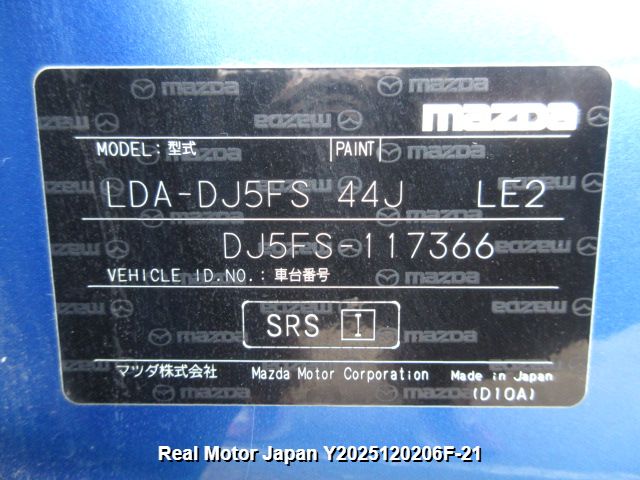 mazda
MODEL: 型式 PAINT
LDA-DJ5FS 44J LE2
DJ5FS-117366
VEHICLE ID.NO.: 車台番号
SRS I
マツダ株式会社 Mazda Motor Corporation Made in Japan
(D10A)
Real Motor Japan Y2025120206F-21